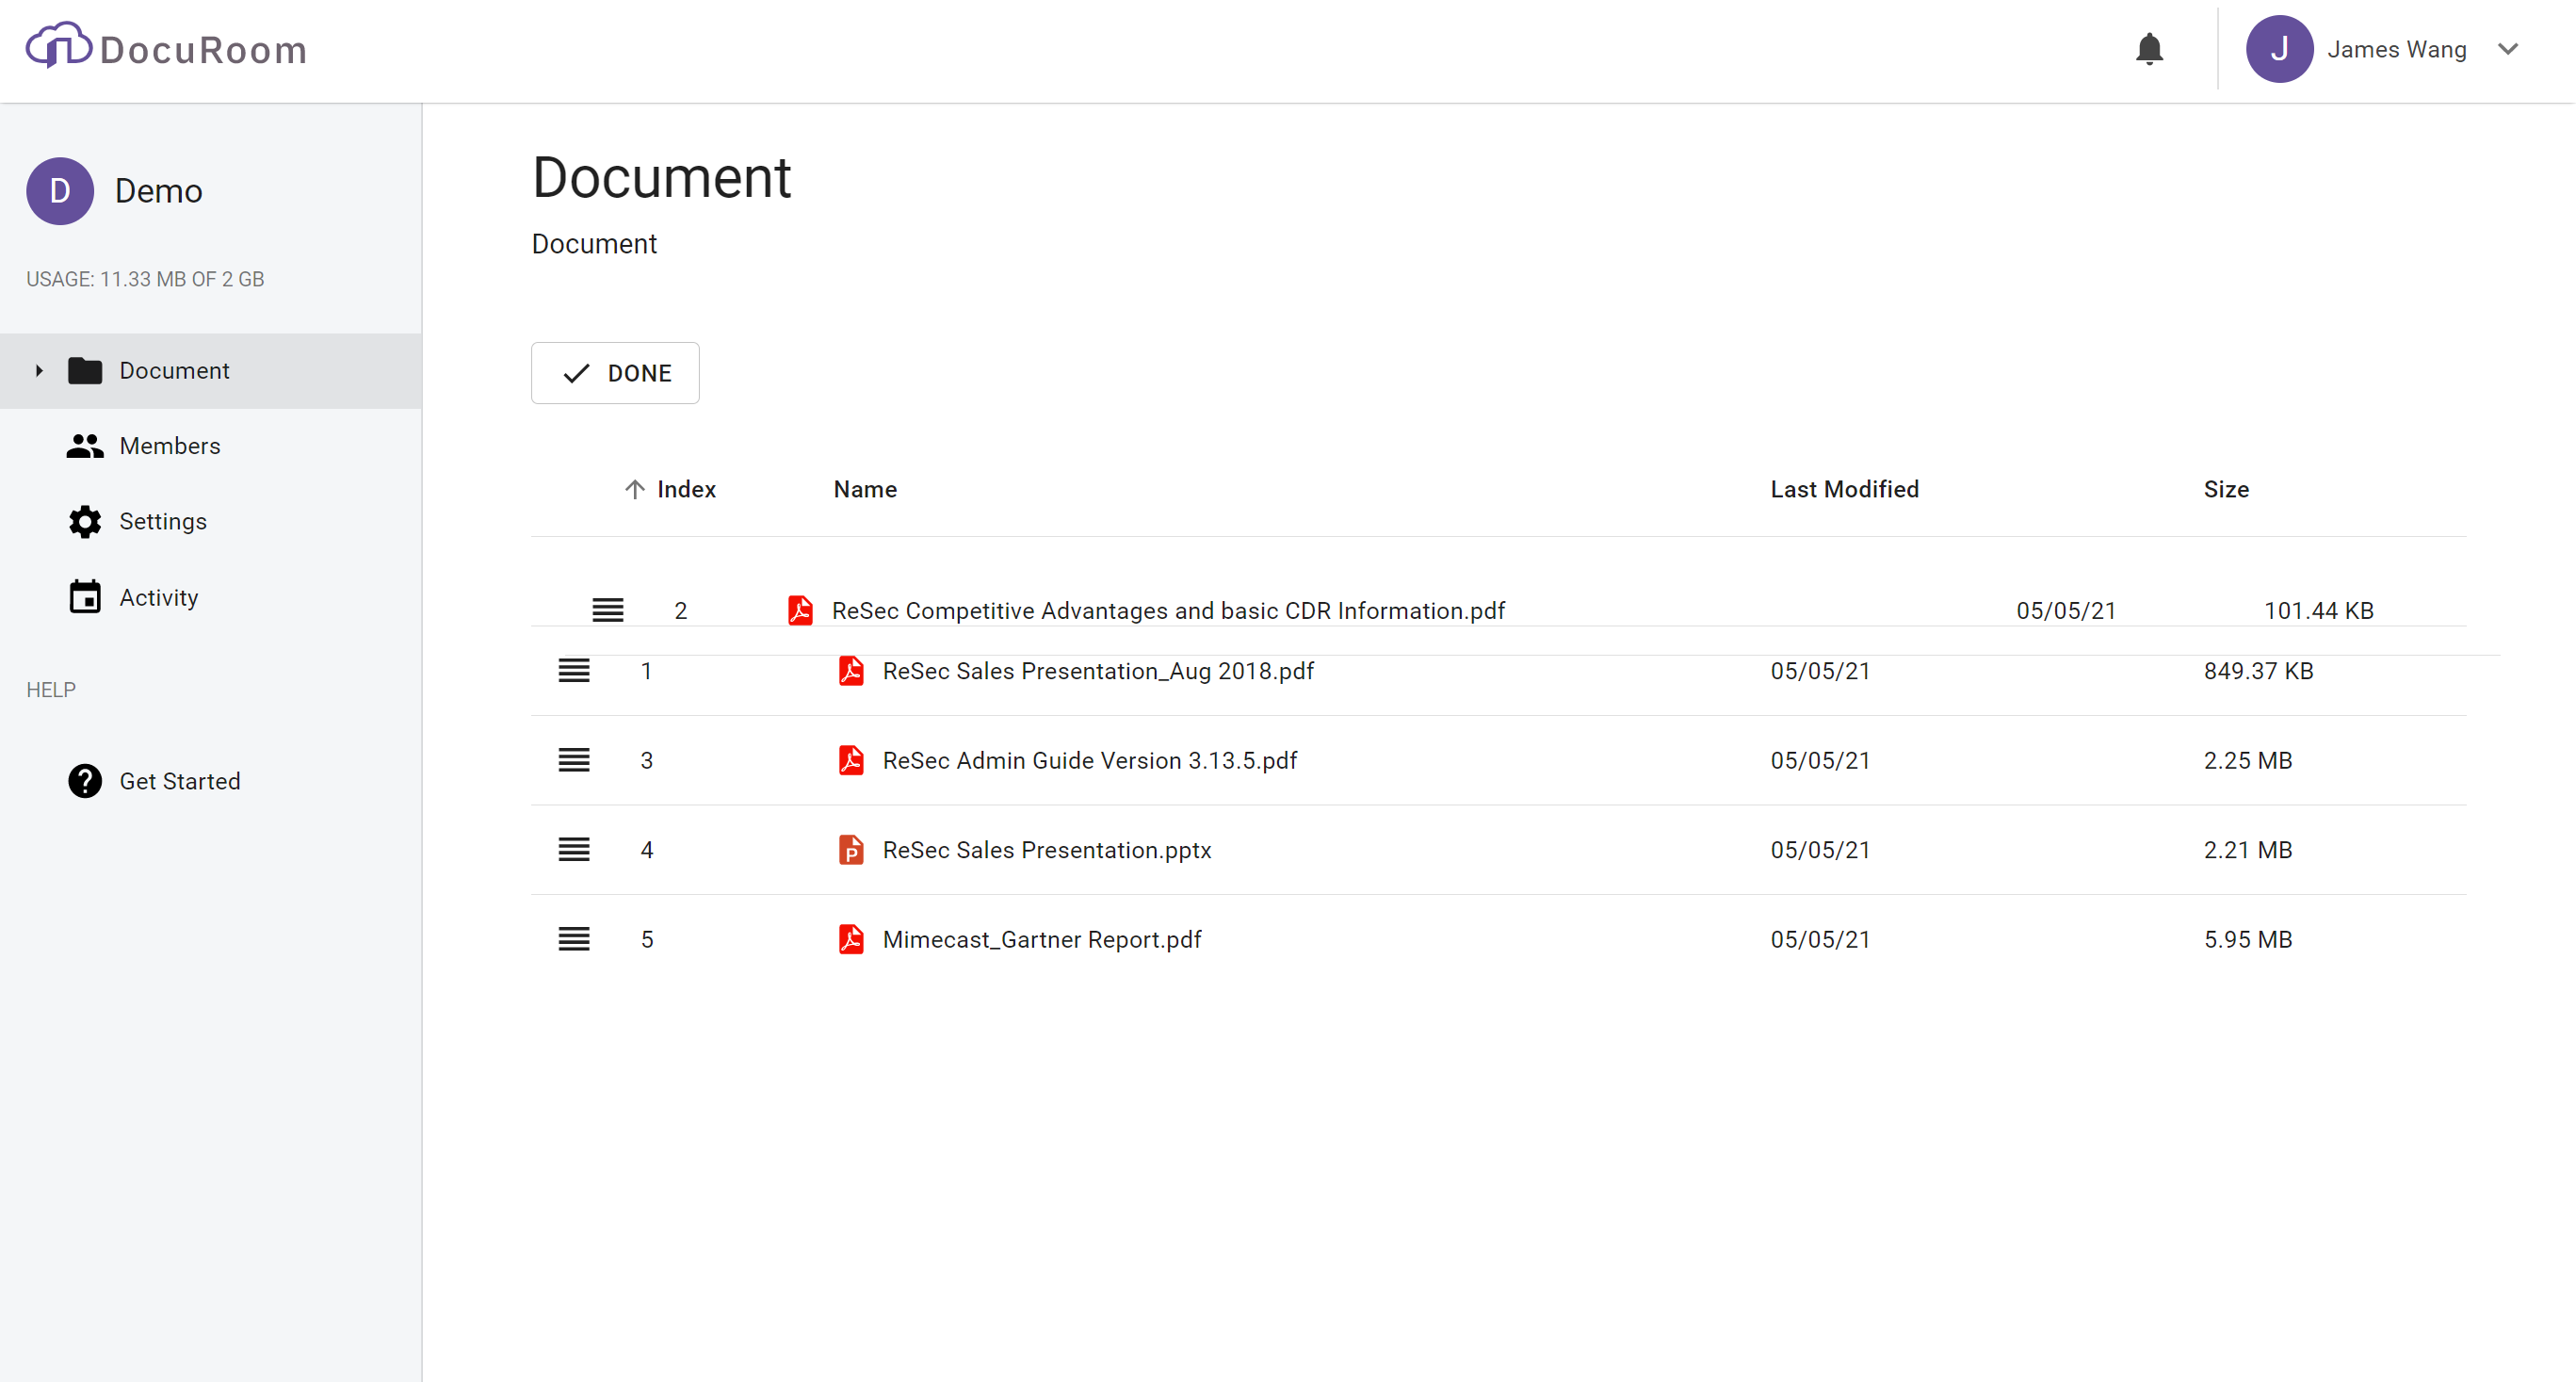 DocuRoom
J James Wang
D Demo
USAGE: 11.33 MB OF 2 GB
Document
Members
Settings
Activity
HELP
Get Started
Document
Document
DONE
Index Name Last Modified Size
2 ReSec Competitive Advantages and basic CDR Information.pdf 05/05/21 101.44 KB
1 ReSec Sales Presentation_Aug 2018.pdf 05/05/21 849.37 KB
3 ReSec Admin Guide Version 3.13.5.pdf 05/05/21 2.25 MB
4 ReSec Sales Presentation.pptx 05/05/21 2.21 MB
5 Mimecast_Gartner Report.pdf 05/05/21 5.95 MB